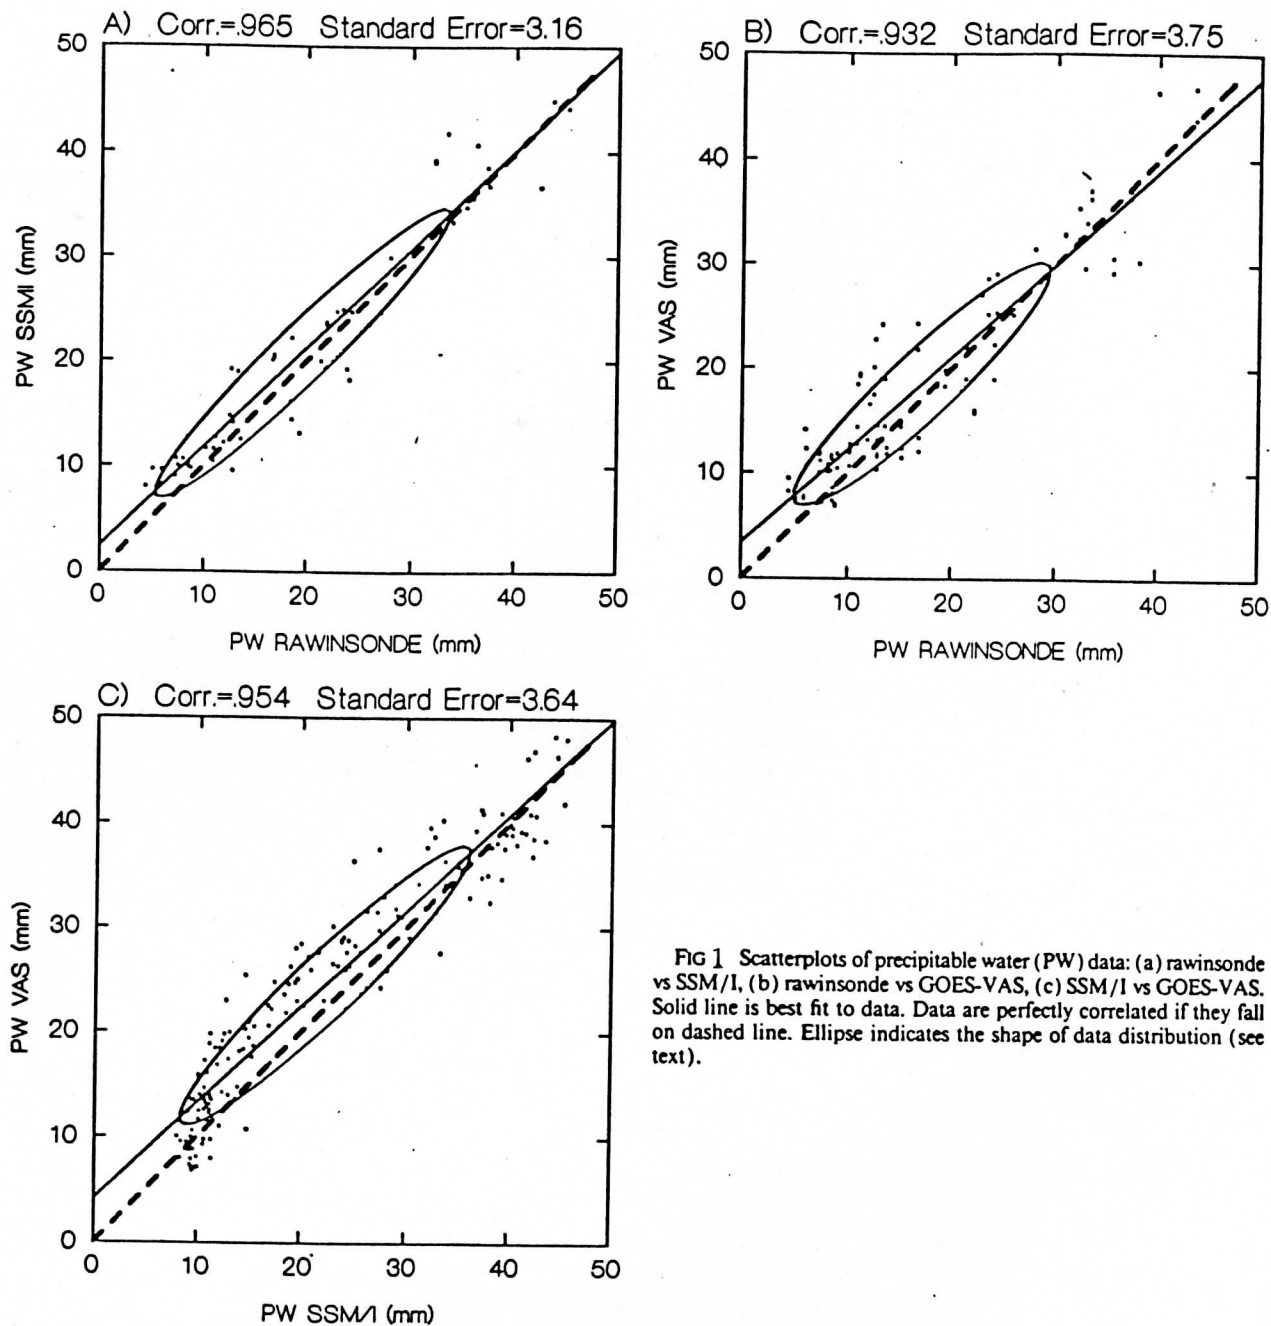 A) Corr.=.965 Standard Error=3.16
50
40
30
20
10
0
PW SSMI (mm)
0 10 20 30 40 50
PW RAWINSONDE (mm)
B) Corr.=.932 Standard Error=3.75
50
40
30
20
10
0
PW VAS (mm)
0 10 20 30 40 50
PW RAWINSONDE (mm)
C) Corr.=.954 Standard Error=3.64
50
40
30
20
10
0
PW VAS (mm)
0 10 20 30 40 50
PW SSM/I (mm)
FIG 1 Scatterplots of precipitable water (PW) data: (a) rawinsonde
vs SSM/I, (b) rawinsonde vs GOES-VAS, (c) SSM/I vs GOES-VAS.
Solid line is best fit to data. Data are perfectly correlated if they fall
on dashed line. Ellipse indicates the shape of data distribution (see
text).